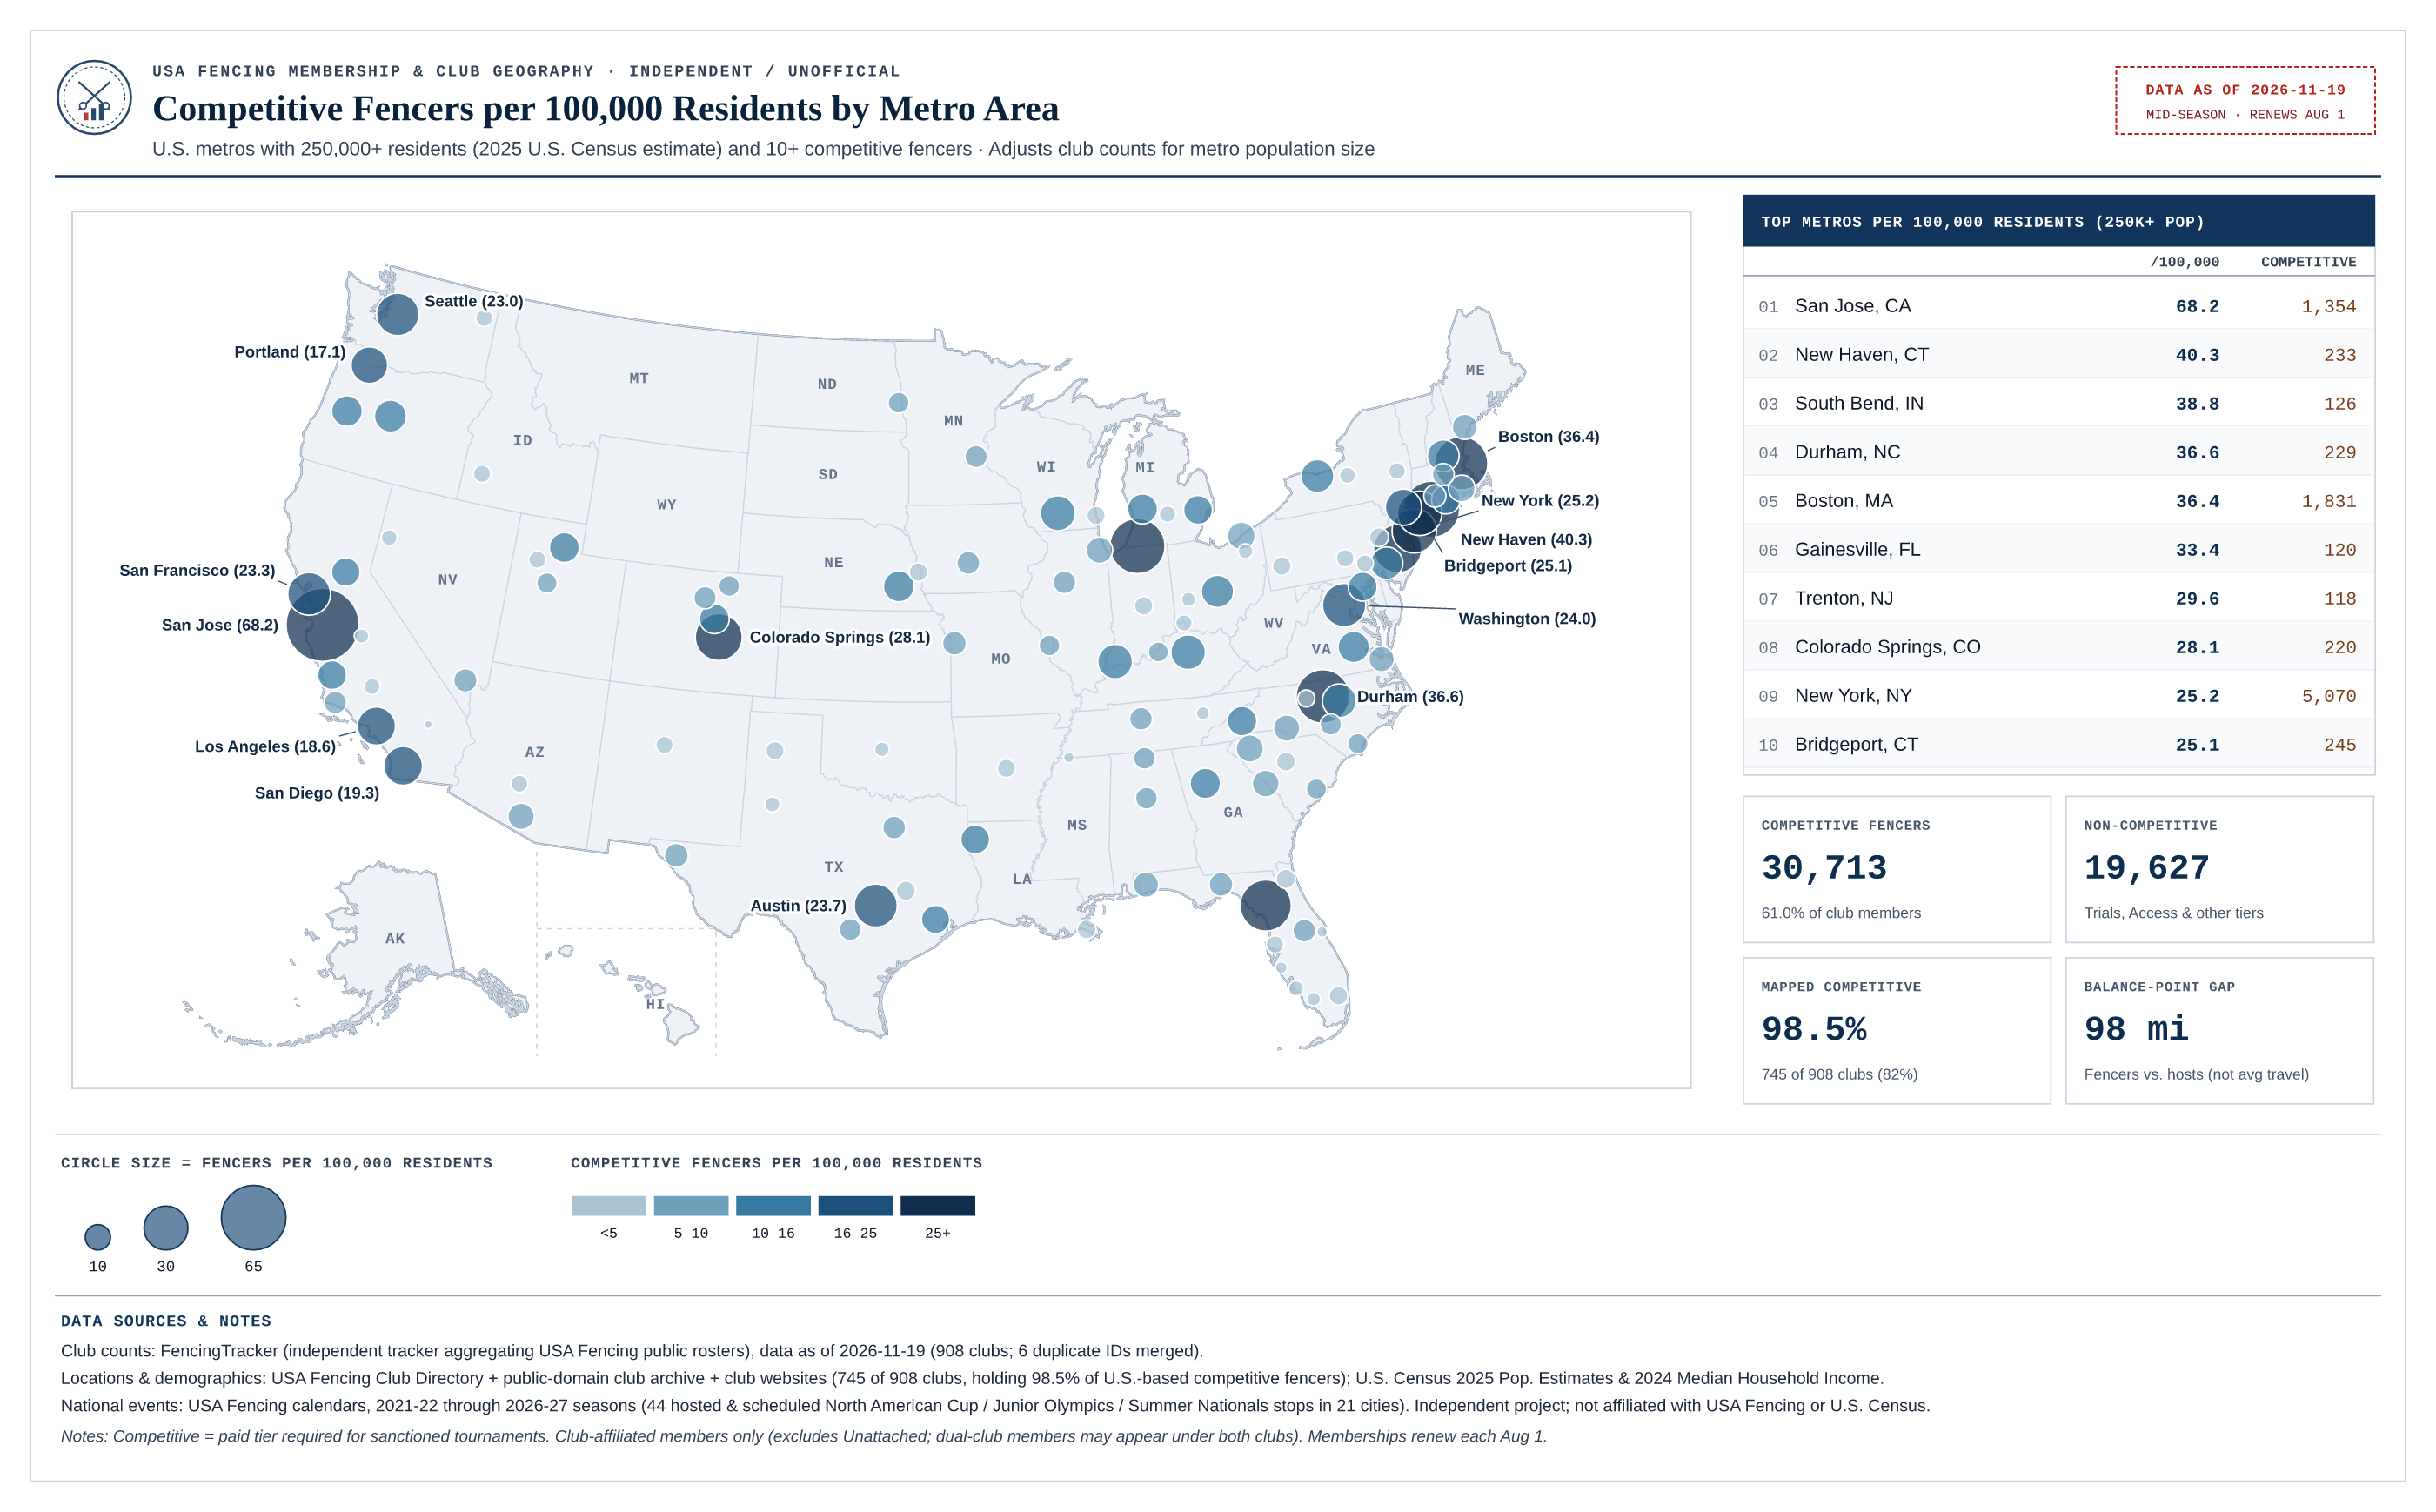 USA FENCING MEMBERSHIP & CLUB GEOGRAPHY · INDEPENDENT / UNOFFICIAL
Competitive Fencers per 100,000 Residents by Metro Area
U.S. metros with 250,000+ residents (2025 U.S. Census estimate) and 10+ competitive fencers · Adjusts club counts for metro population size
DATA AS OF 2026-11-19
MID-SEASON · RENEWS AUG 1
Seattle (23.0)
Portland (17.1)
MT
ND
MN
ME
ID
SD
WI
MI
Boston (36.4)
WY
New York (25.2)
New Haven (40.3)
Bridgeport (25.1)
San Francisco (23.3)
NV
NE
San Jose (68.2)
Colorado Springs (28.1)
MO
WV
VA
Washington (24.0)
Durham (36.6)
Los Angeles (18.6)
AZ
San Diego (19.3)
MS
GA
TX
LA
Austin (23.7)
AK
HI
TOP METROS PER 100,000 RESIDENTS (250K+ POP)
/100,000 COMPETITIVE
01 San Jose, CA 68.2 1,354
02 New Haven, CT 40.3 233
03 South Bend, IN 38.8 126
04 Durham, NC 36.6 229
05 Boston, MA 36.4 1,831
06 Gainesville, FL 33.4 120
07 Trenton, NJ 29.6 118
08 Colorado Springs, CO 28.1 220
09 New York, NY 25.2 5,070
10 Bridgeport, CT 25.1 245
COMPETITIVE FENCERS
30,713
61.0% of club members
NON-COMPETITIVE
19,627
Trials, Access & other tiers
MAPPED COMPETITIVE
98.5%
745 of 908 clubs (82%)
BALANCE-POINT GAP
98 mi
Fencers vs. hosts (not avg travel)
CIRCLE SIZE = FENCERS PER 100,000 RESIDENTS
10 30 65
COMPETITIVE FENCERS PER 100,000 RESIDENTS
<5 5–10 10–16 16–25 25+
DATA SOURCES & NOTES
Club counts: FencingTracker (independent tracker aggregating USA Fencing public rosters), data as of 2026-11-19 (908 clubs; 6 duplicate IDs merged).
Locations & demographics: USA Fencing Club Directory + public-domain club archive + club websites (745 of 908 clubs, holding 98.5% of U.S.-based competitive fencers); U.S. Census 2025 Pop. Estimates & 2024 Median Household Income.
National events: USA Fencing calendars, 2021-22 through 2026-27 seasons (44 hosted & scheduled North American Cup / Junior Olympics / Summer Nationals stops in 21 cities). Independent project; not affiliated with USA Fencing or U.S. Census.
Notes: Competitive = paid tier required for sanctioned tournaments. Club-affiliated members only (excludes Unattached; dual-club members may appear under both clubs). Memberships renew each Aug 1.